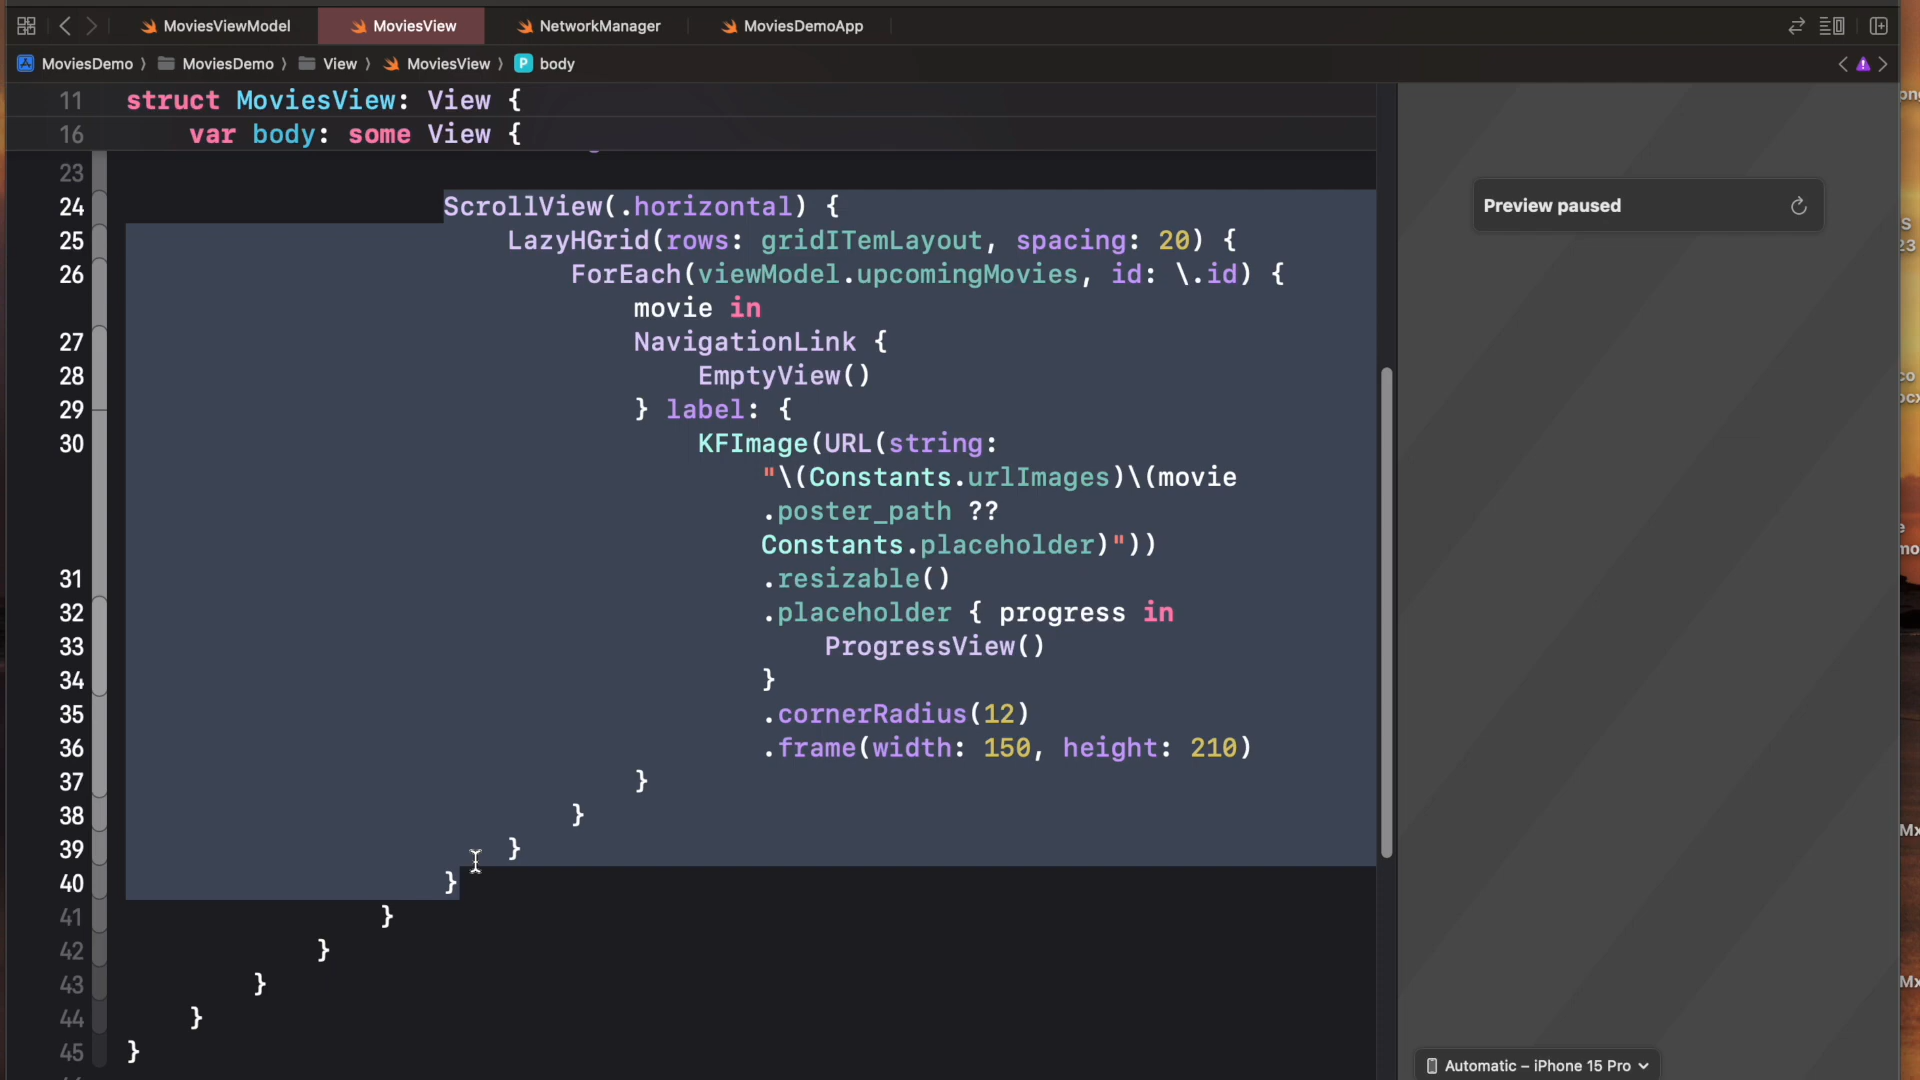 MoviesViewModel MoviesView NetworkManager MoviesDemoApp
MoviesDemo MoviesDemo View MoviesView P body
11 struct MoviesView: View {
16 var body: some View {
23
24 ScrollView(.horizontal) {
25 LazyHGrid(rows: gridITemLayout, spacing: 20) {
26 ForEach(viewModel.upcomingMovies, id: \.id) {
movie in
27 NavigationLink {
28 EmptyView()
29 } label: {
30 KFImage(URL(string:
"\(Constants.urlImages)\(movie
.poster_path ??
Constants.placeholder)"))
31 .resizable()
32 .placeholder { progress in
33 ProgressView()
34 }
35 .cornerRadius(12)
36 .frame(width: 150, height: 210)
37 }
38 }
39 }
40 }
41 }
42 }
43 }
44 }
45 }
Preview paused
Automatic – iPhone 15 Pro